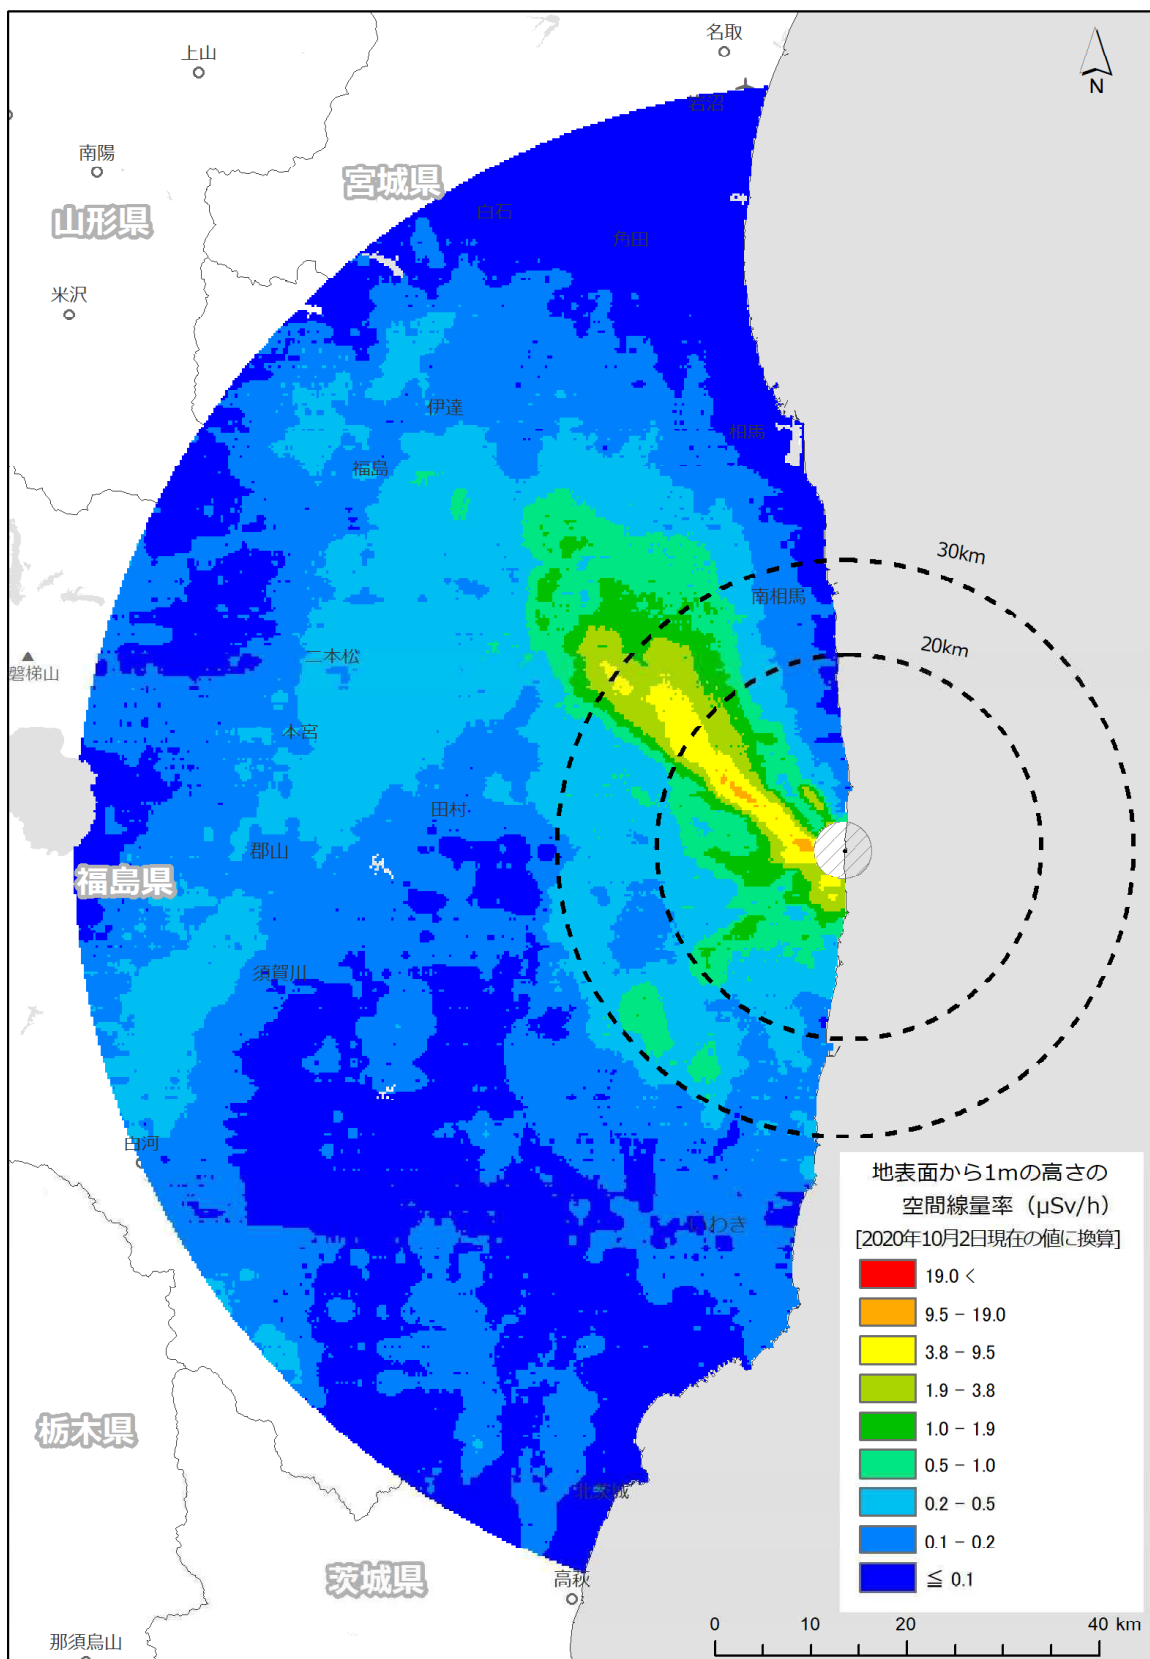 名取
上山
N
岩沼
南陽
宮城県
白石
山形県
角田
米沢
伊達
相馬
福島
30km
南相馬
20km
二本松
磐梯山
本宮
田村
郡山
福島県
須賀川
白河
地表面から1mの高さの
空間線量率（μSv/h）
[2020年10月2日現在の値に換算]
いわき
19.0 <
9.5 − 19.0
3.8 − 9.5
1.9 − 3.8
栃木県
1.0 − 1.9
0.5 − 1.0
北茨城
0.2 − 0.5
0.1 − 0.2
茨城県
高萩
≦ 0.1
0 10 20 40 km
那須烏山